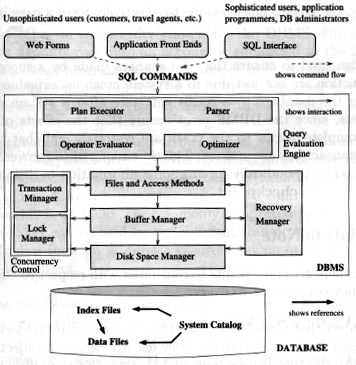 Unsophisticated users (customers, travel agents, etc.)
Sophisticated users, application
programmers, DB administrators
Web Forms
Application Front Ends
SQL Interface
SQL COMMANDS
shows command flow
shows interaction
Plan Executor
Parser
Operator Evaluator
Optimizer
Query
Evaluation
Engine
Transaction
Manager
Lock
Manager
Concurrency
Control
Files and Access Methods
Buffer Manager
Disk Space Manager
Recovery
Manager
DBMS
Index Files
System Catalog
Data Files
shows references
DATABASE